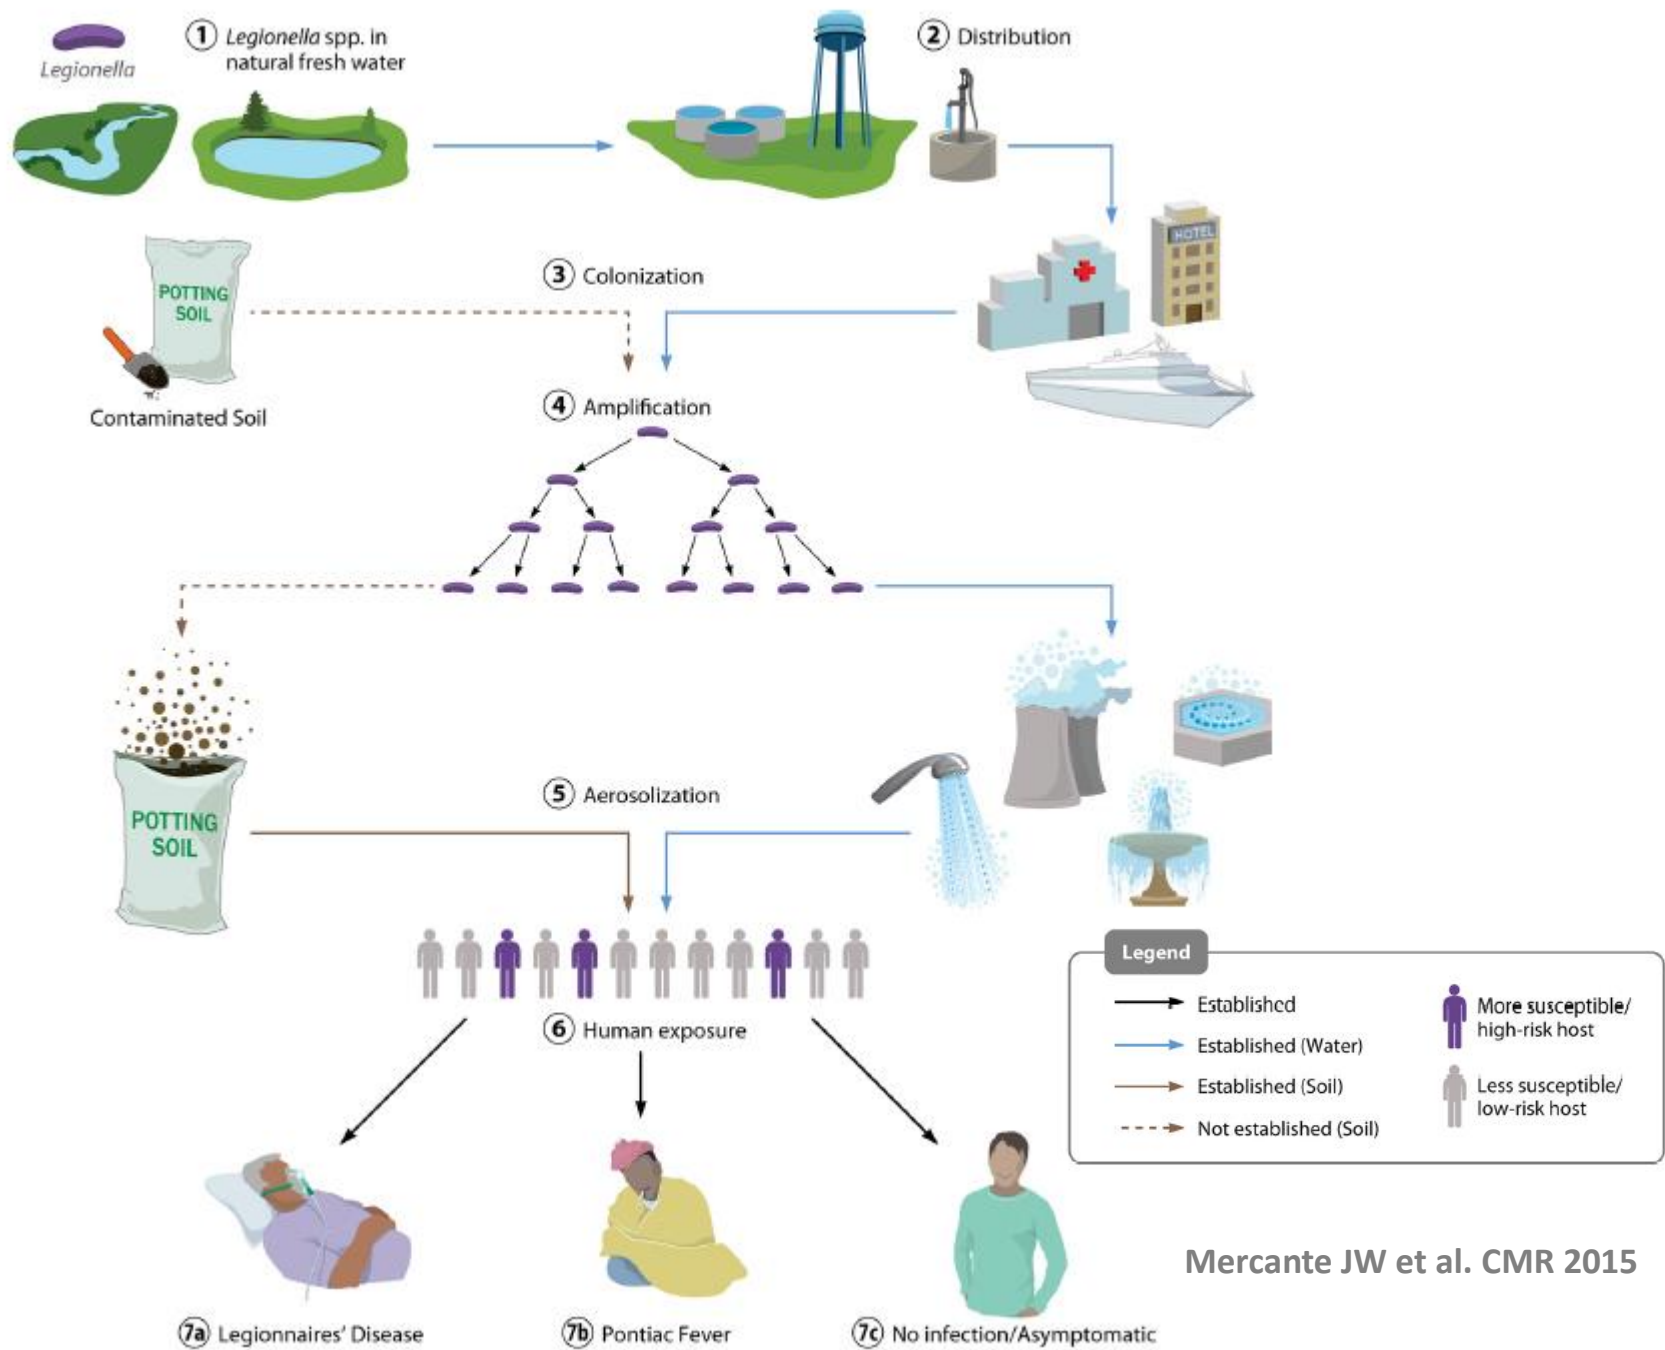 Legionella
1 Legionella spp. in
natural fresh water
2 Distribution
HOTEL
POTTING
SOIL
Contaminated Soil
3 Colonization
4 Amplification
POTTING
SOIL
5 Aerosolization
6 Human exposure
Legend
Established
Established (Water)
Established (Soil)
Not established (Soil)
More susceptible/
high-risk host
Less susceptible/
low-risk host
Mercante JW et al. CMR 2015
7a Legionnaires' Disease
7b Pontiac Fever
7c No infection/Asymptomatic